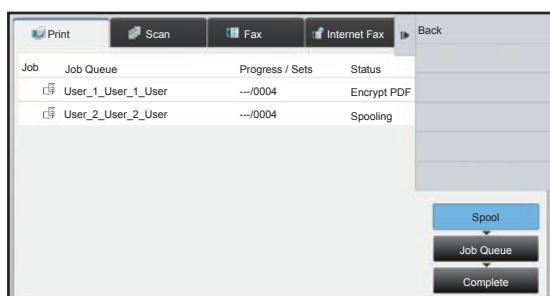 Print Scan Fax Internet Fax Back
Job Job Queue Progress / Sets Status
User_1_User_1_User ---/0004 Encrypt PDF
User_2_User_2_User ---/0004 Spooling
Spool
Job Queue
Complete